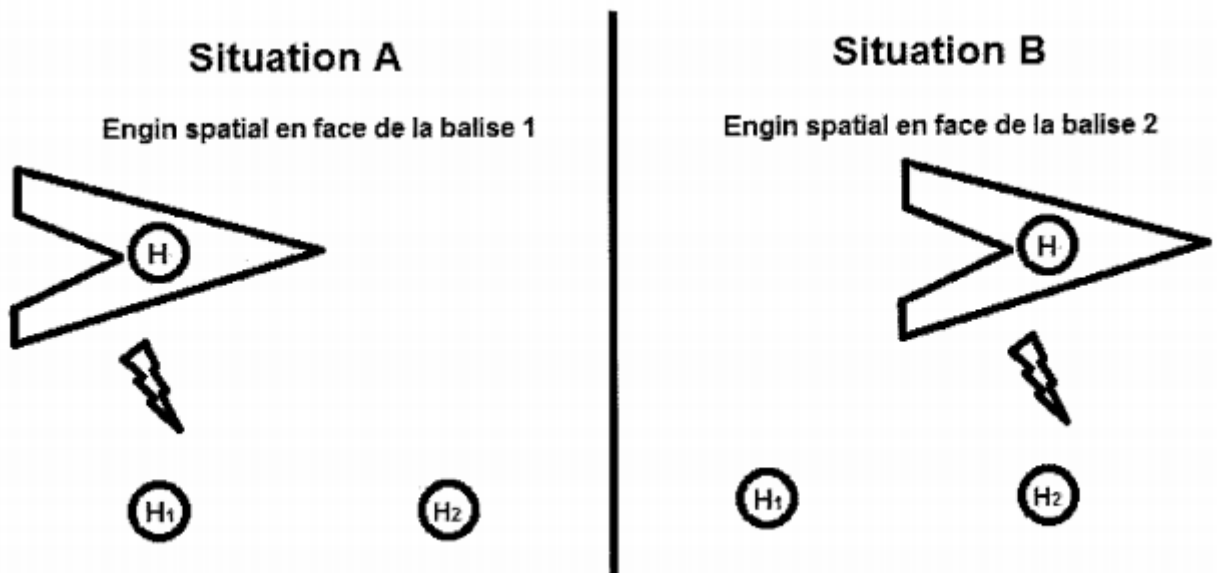 Situation A
Engin spatial en face de la balise 1
H
H1
H2
Situation B
Engin spatial en face de la balise 2
H
H1
H2